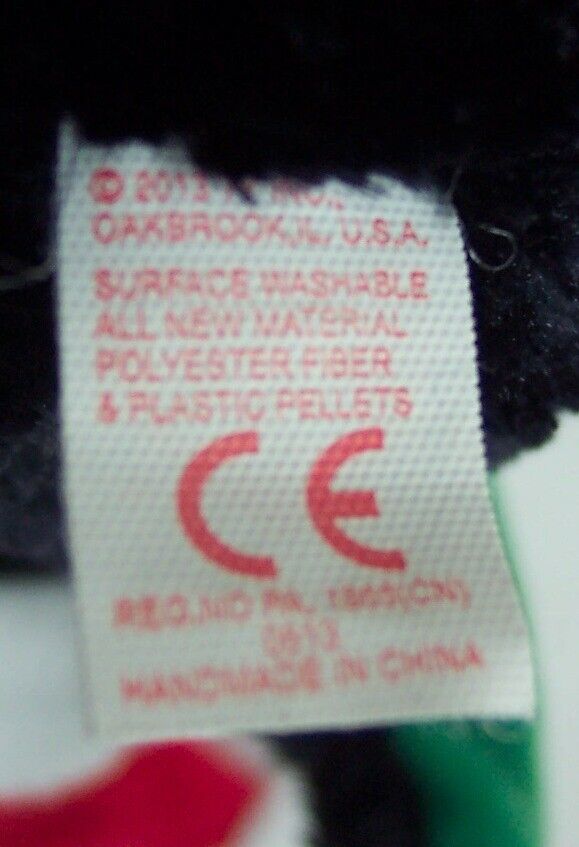 © 2013 TY INC.,
OAKBROOK,IL, U.S.A.
SURFACE WASHABLE
ALL NEW MATERIAL
POLYESTER FIBER
& PLASTIC PELLETS
CE
REG.NO PA. 1965(CN)
0613
HANDMADE IN CHINA